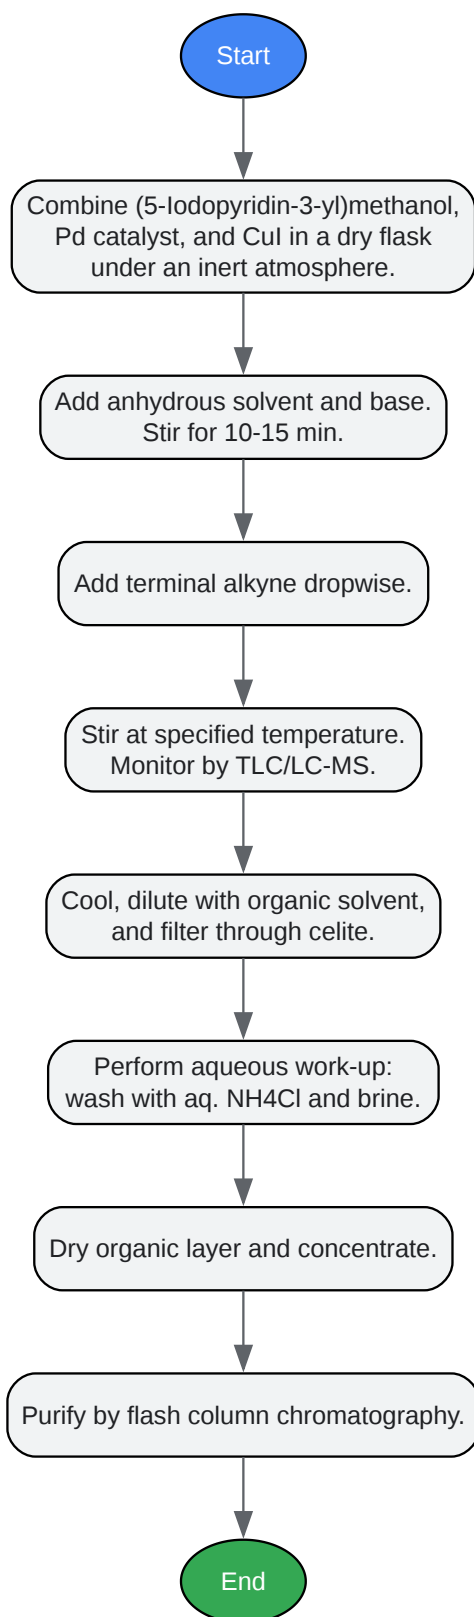 Start
Combine (5-Iodopyridin-3-yl)methanol,
Pd catalyst, and CuI in a dry flask
under an inert atmosphere.
Add anhydrous solvent and base.
Stir for 10-15 min.
Add terminal alkyne dropwise.
Stir at specified temperature.
Monitor by TLC/LC-MS.
Cool, dilute with organic solvent,
and filter through celite.
Perform aqueous work-up:
wash with aq. NH4Cl and brine.
Dry organic layer and concentrate.
Purify by flash column chromatography.
End